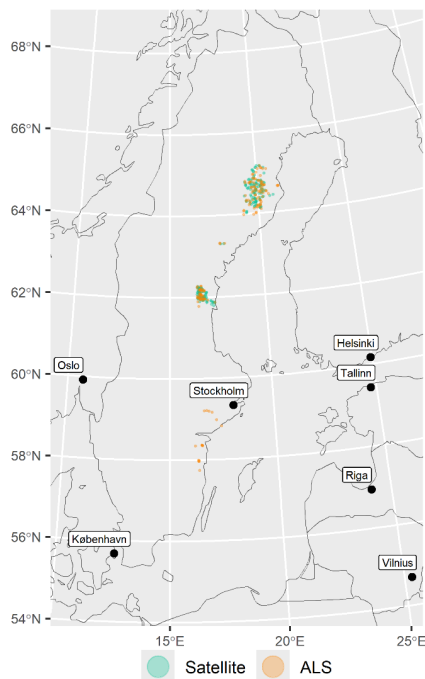 68°N
66°N
64°N
62°N
60°N
58°N
56°N
54°N
Helsinki
Oslo
Tallinn
Stockholm
Riga
København
Vilnius
15°E 20°E 25°E
Satellite ALS